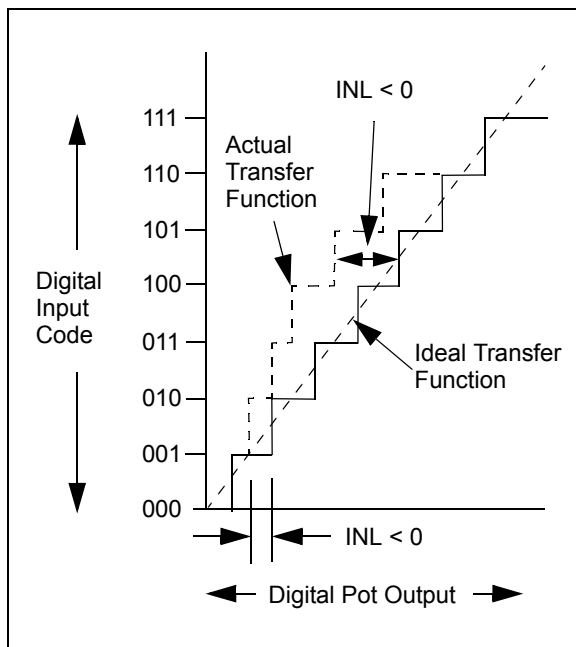 INL < 0
111
Actual
Transfer
Function
110
101
Digital
Input
Code
100
011
Ideal Transfer
Function
010
001
000
INL < 0
Digital Pot Output